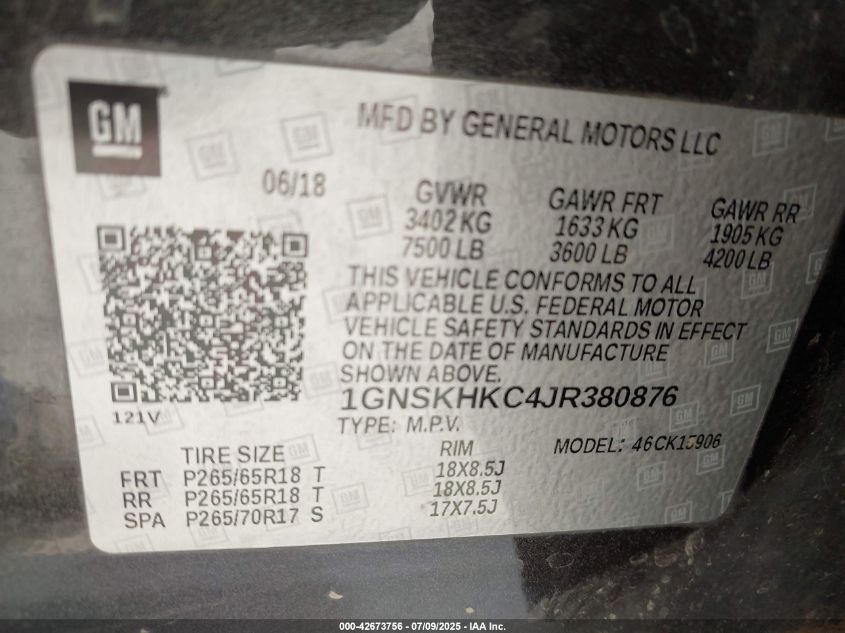 GM
MFD BY GENERAL MOTORS LLC
06/18
GVWR GAWR FRT GAWR RR
3402 KG 1633 KG 1905 KG
7500 LB 3600 LB 4200 LB
THIS VEHICLE CONFORMS TO ALL
APPLICABLE U.S. FEDERAL MOTOR
VEHICLE SAFETY STANDARDS IN EFFECT
ON THE DATE OF MANUFACTURE
SHOWN ABOVE.
1GNSKHKC4JR380876
121V
TYPE: M.P.V. MODEL: 46CK15906
TIRE SIZE RIM
FRT P265/65R18 T 18X8.5J
RR P265/65R18 T 18X8.5J
SPA P265/70R17 S 17X7.5J
000-42673756 - 07/09/2025 - IAA Inc.